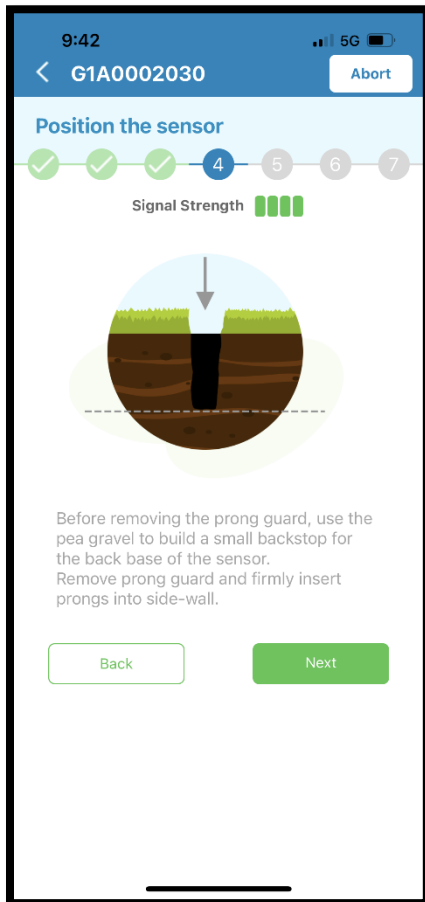 9:42
5G
G1A0002030
Abort
Position the sensor
4
5
6
7
Signal Strength
Before removing the prong guard, use the
pea gravel to build a small backstop for
the back base of the sensor.
Remove prong guard and firmly insert
prongs into side-wall.
Back
Next